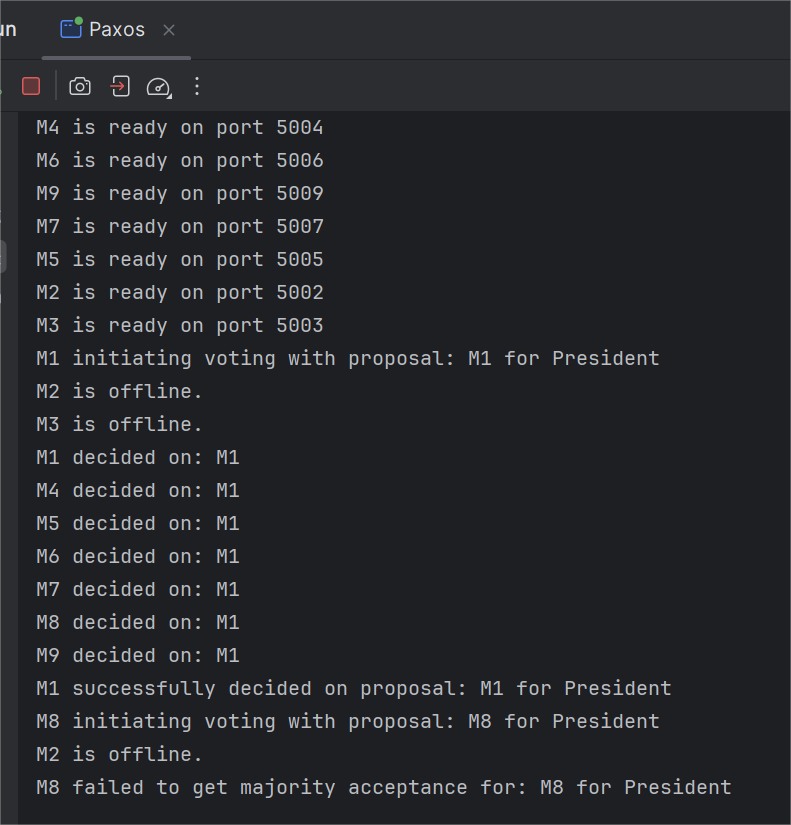 Paxos
M4 is ready on port 5004
M6 is ready on port 5006
M9 is ready on port 5009
M7 is ready on port 5007
M5 is ready on port 5005
M2 is ready on port 5002
M3 is ready on port 5003
M1 initiating voting with proposal: M1 for President
M2 is offline.
M3 is offline.
M1 decided on: M1
M4 decided on: M1
M5 decided on: M1
M6 decided on: M1
M7 decided on: M1
M8 decided on: M1
M9 decided on: M1
M1 successfully decided on proposal: M1 for President
M8 initiating voting with proposal: M8 for President
M2 is offline.
M8 failed to get majority acceptance for: M8 for President